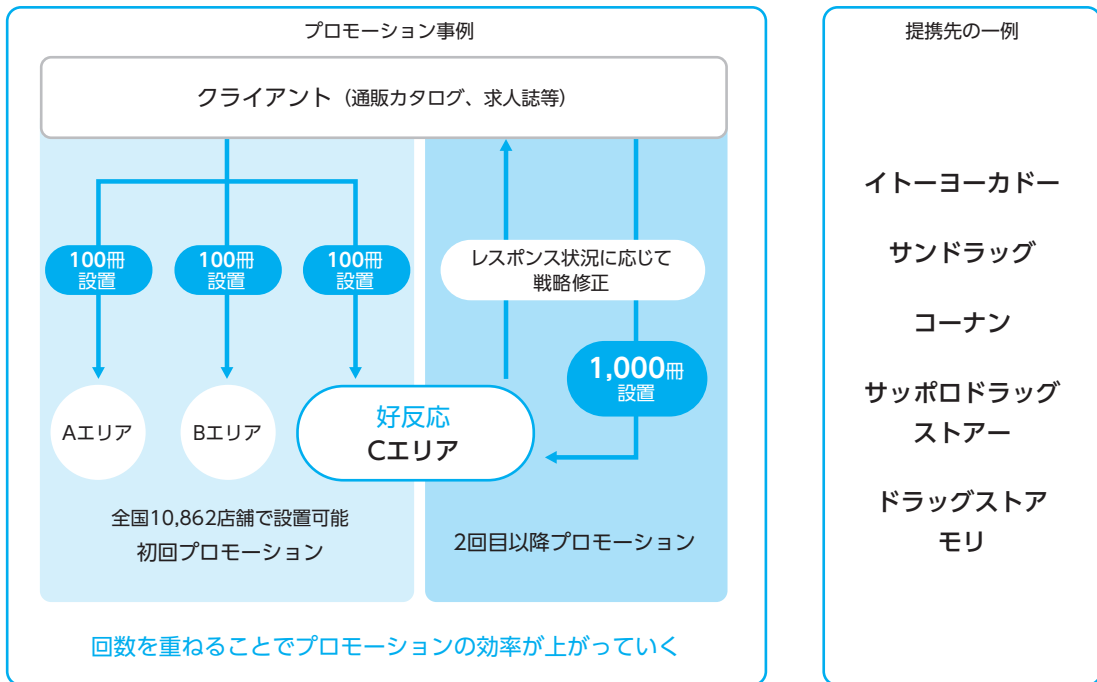 プロモーション事例
クライアント（通販カタログ、求人誌等）
100冊
設置
100冊
設置
100冊
設置
レスポンス状況に応じて
戦略修正
1,000冊
設置
Aエリア
Bエリア
好反応
Cエリア
全国10,862店舗で設置可能
初回プロモーション
2回目以降プロモーション
回数を重ねることでプロモーションの効率が上がっていく
提携先の一例
イトーヨーカドー
サンドラッグ
コーナン
サッポロドラッグ
ストアー
ドラッグストア
モリ